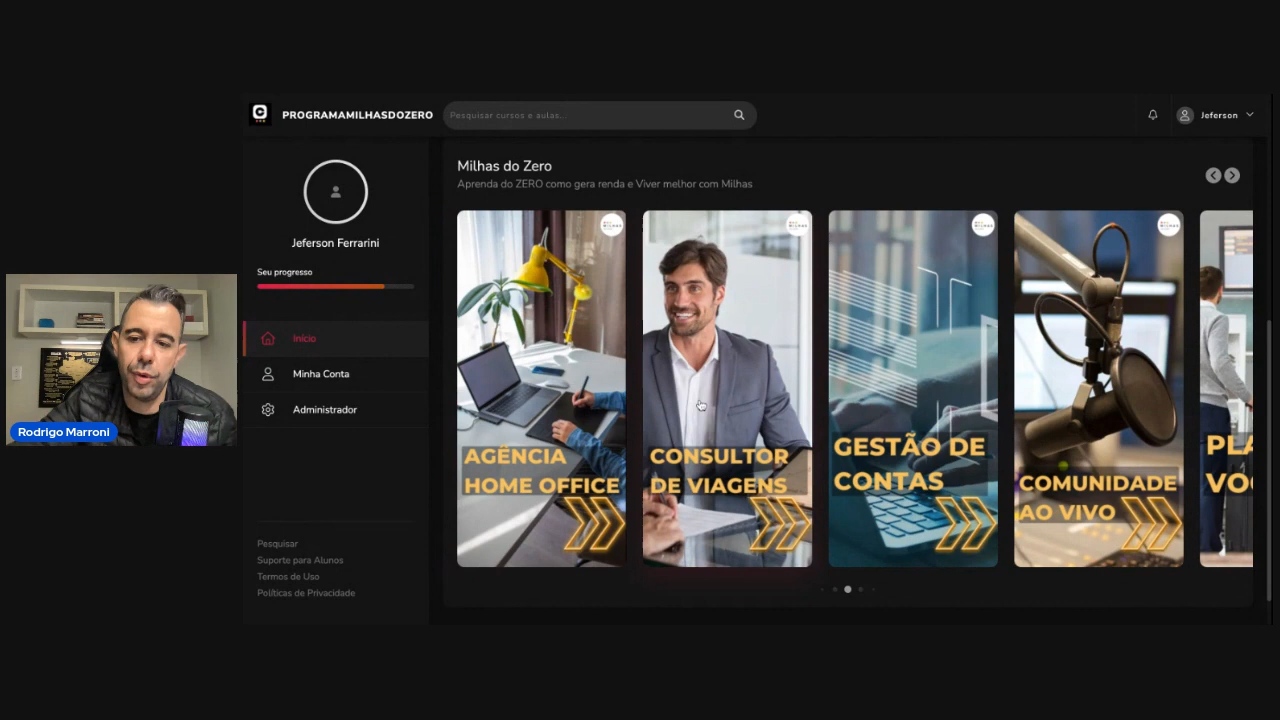 PROGRAMAMILHASDOZERO
Pesquisar cursos e aulas...
Jeferson
Jeferson Ferrarini
Seu progresso
Início
Minha Conta
Administrador
Pesquisar
Suporte para Alunos
Termos de Uso
Políticas de Privacidade
Milhas do Zero
Aprenda do ZERO como gera renda e Viver melhor com Milhas
AGÊNCIA
HOME OFFICE
CONSULTOR
DE VIAGENS
GESTÃO DE
CONTAS
COMUNIDADE
AO VIVO
PLA
VO
Rodrigo Marroni